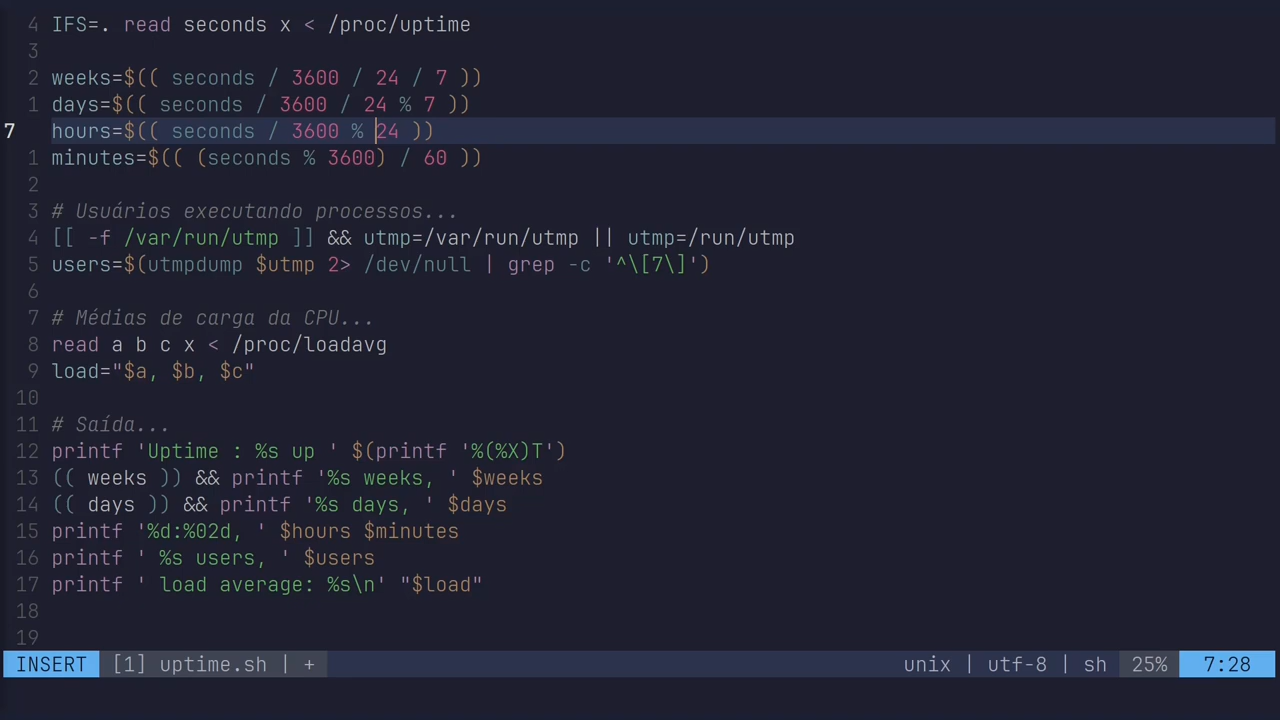 4 IFS=. read seconds x < /proc/uptime
3
2 weeks=$(( seconds / 3600 / 24 / 7 ))
1 days=$(( seconds / 3600 / 24 % 7 ))
7 hours=$(( seconds / 3600 % 24 ))
1 minutes=$(( (seconds % 3600) / 60 ))
2
3 # Usuários executando processos...
4 [[ -f /var/run/utmp ]] && utmp=/var/run/utmp || utmp=/run/utmp
5 users=$(utmpdump $utmp 2> /dev/null | grep -c '^\[7\]')
6
7 # Médias de carga da CPU...
8 read a b c x < /proc/loadavg
9 load="$a, $b, $c"
10
11 # Saída...
12 printf 'Uptime : %s up ' $(printf '%(%X)T')
13 (( weeks )) && printf '%s weeks, ' $weeks
14 (( days )) && printf '%s days, ' $days
15 printf '%d:%02d, ' $hours $minutes
16 printf ' %s users, ' $users
17 printf ' load average: %s\n' "$load"
18
19
INSERT [1] uptime.sh | + unix | utf-8 | sh 25% 7:28